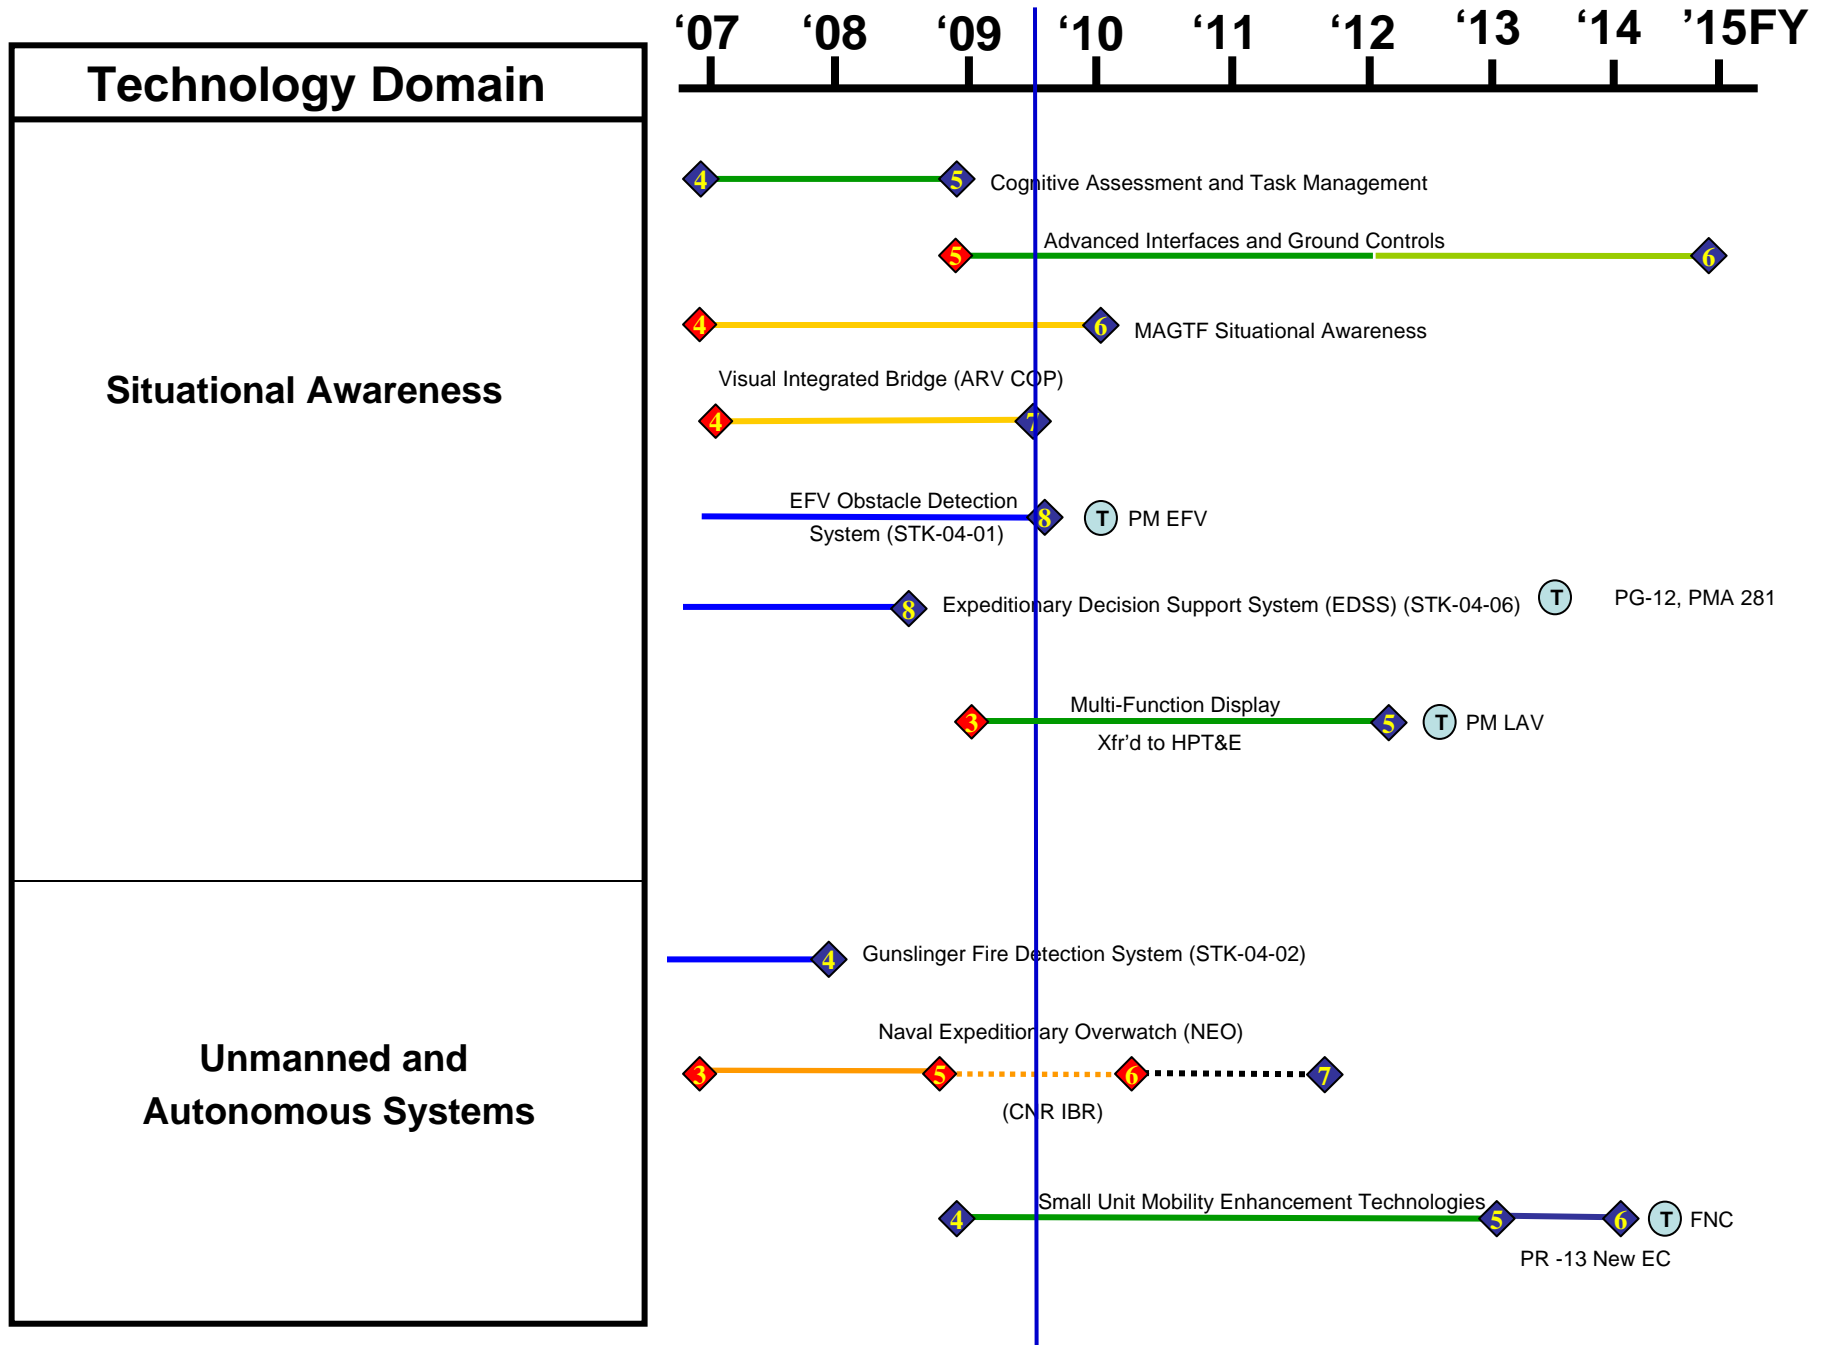 ‘07 ‘08 ‘09 ‘10 ‘11 ‘12 ‘13 ‘14 ’15FY
Technology Domain
Situational Awareness
4 5 Cognitive Assessment and Task Management
Advanced Interfaces and Ground Controls
5 6
4 6 MAGTF Situational Awareness
Visual Integrated Bridge (ARV COP)
4 7
EFV Obstacle Detection
System (STK-04-01)
8 T PM EFV
8 Expeditionary Decision Support System (EDSS) (STK-04-06) T PG-12, PMA 281
Multi-Function Display
3 5 T PM LAV
Xfr’d to HPT&E
Unmanned and
Autonomous Systems
4 Gunslinger Fire Detection System (STK-04-02)
Naval Expeditionary Overwatch (NEO)
3 5 6 7
(CNR IBR)
Small Unit Mobility Enhancement Technologies
4 5 6 T FNC
PR -13 New EC